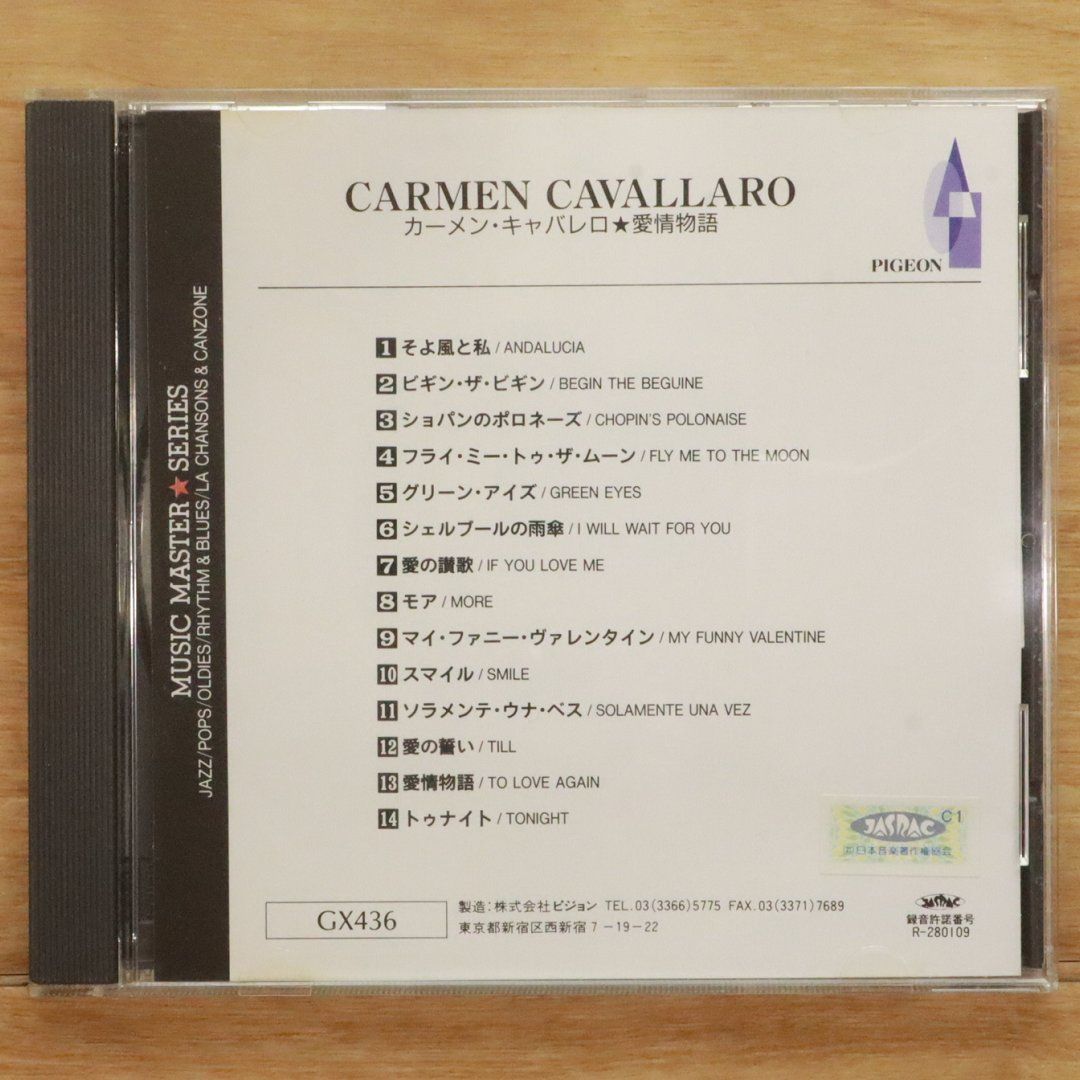 CARMEN CAVALLARO
カーメン・キャバレロ★愛情物語
PIGEON
MUSIC MASTER★SERIES
JAZZ/POPS/OLDIES/RHYTHM & BLUES/LA CHANSONS & CANZONE
1 そよ風と私/ANDALUCIA
2 ビギン・ザ・ビギン/BEGIN THE BEGUINE
3 ショパンのポロネーズ/CHOPIN'S POLONAISE
4 フライ・ミー・トゥ・ザ・ムーン/FLY ME TO THE MOON
5 グリーン・アイズ/GREEN EYES
6 シェルブールの雨傘/I WILL WAIT FOR YOU
7 愛の讃歌/IF YOU LOVE ME
8 モア/MORE
9 マイ・ファニー・ヴァレンタイン/MY FUNNY VALENTINE
10 スマイル/SMILE
11 ソラメンテ・ウナ・ベス/SOLAMENTE UNA VEZ
12 愛の誓い/TILL
13 愛情物語/TO LOVE AGAIN
14 トゥナイト/TONIGHT
JASRAC C1
(社)日本音楽著作権協会
GX436
製造:株式会社ピジョン TEL.03(3366)5775 FAX.03(3371)7689
東京都新宿区西新宿7-19-22
JASRAC
録音許諾番号
R-280109